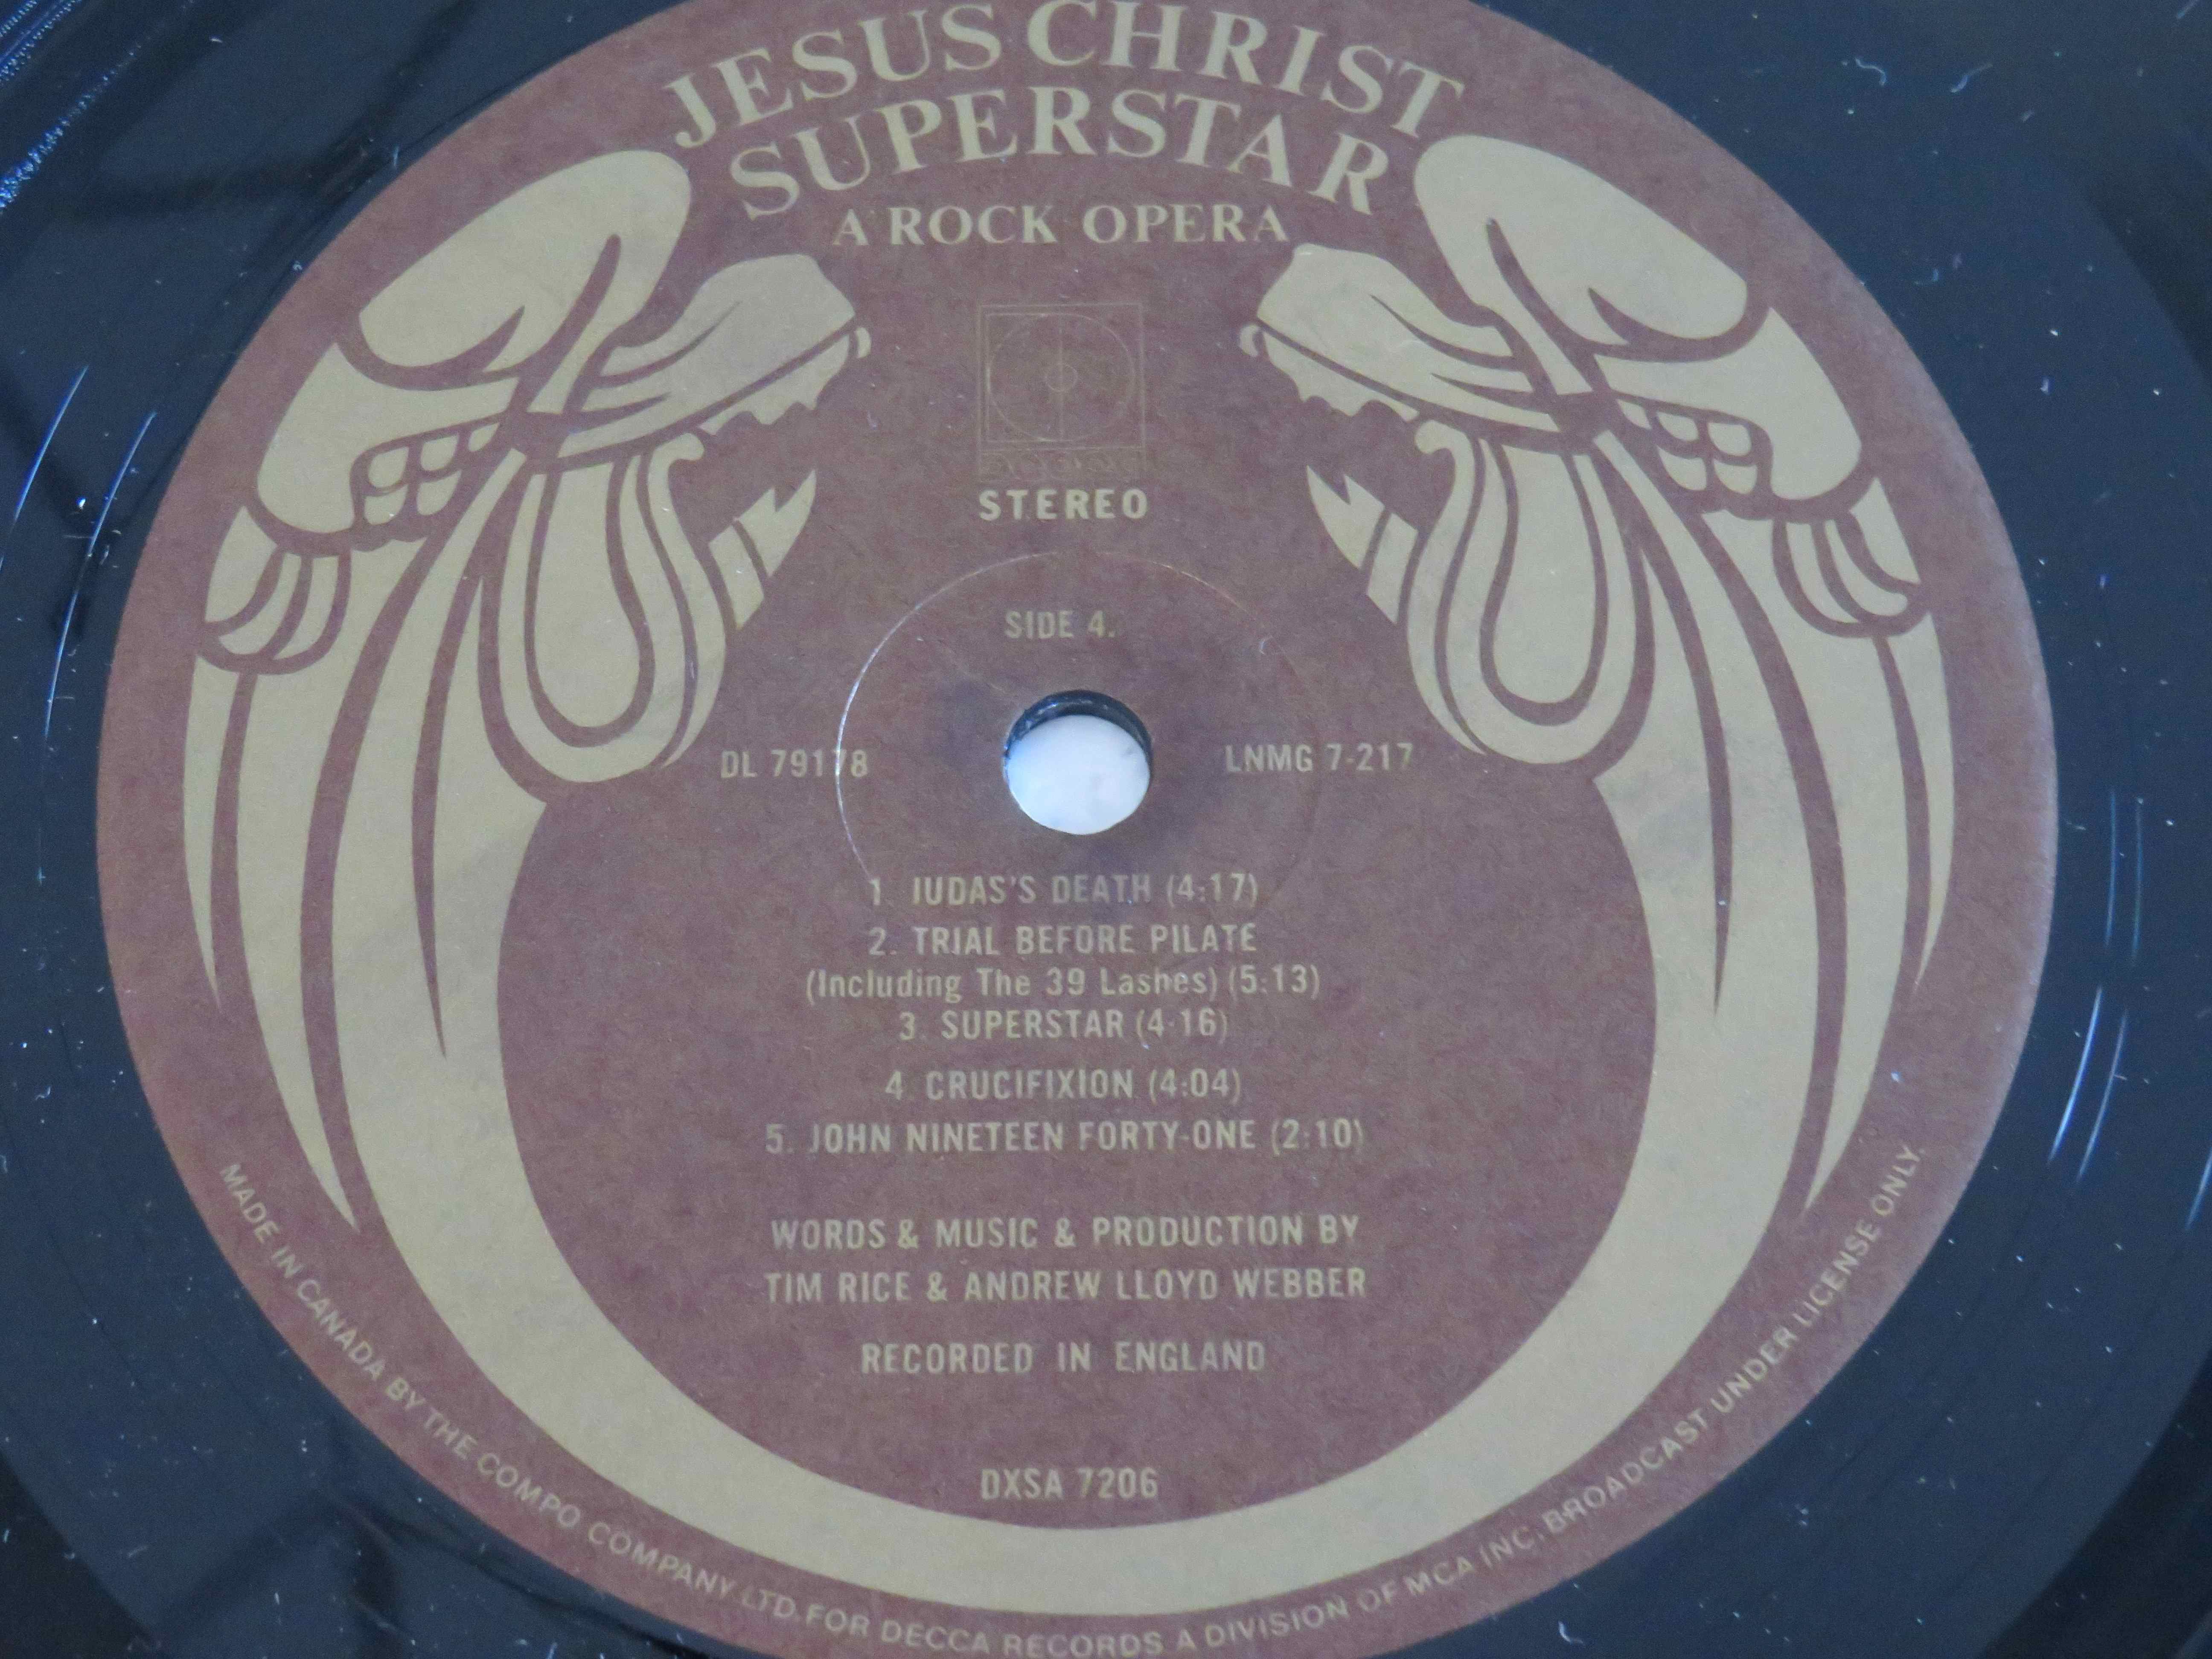 JESUS CHRIST
SUPERSTAR
A ROCK OPERA
STEREO
SIDE 4.
DL 79178
LNMG 7-217
1. JUDAS'S DEATH (4:17)
2. TRIAL BEFORE PILATE
(Including The 39 Lashes) (5:13)
3. SUPERSTAR (4:16)
4. CRUCIFIXION (4:04)
5. JOHN NINETEEN FORTY-ONE (2:10)
WORDS & MUSIC & PRODUCTION BY
TIM RICE & ANDREW LLOYD WEBBER
RECORDED IN ENGLAND
DXSA 7206
MADE IN CANADA BY THE COMPO COMPANY LTD. FOR DECCA RECORDS A DIVISION OF MCA INC. BROADCAST UNDER LICENSE ONLY.